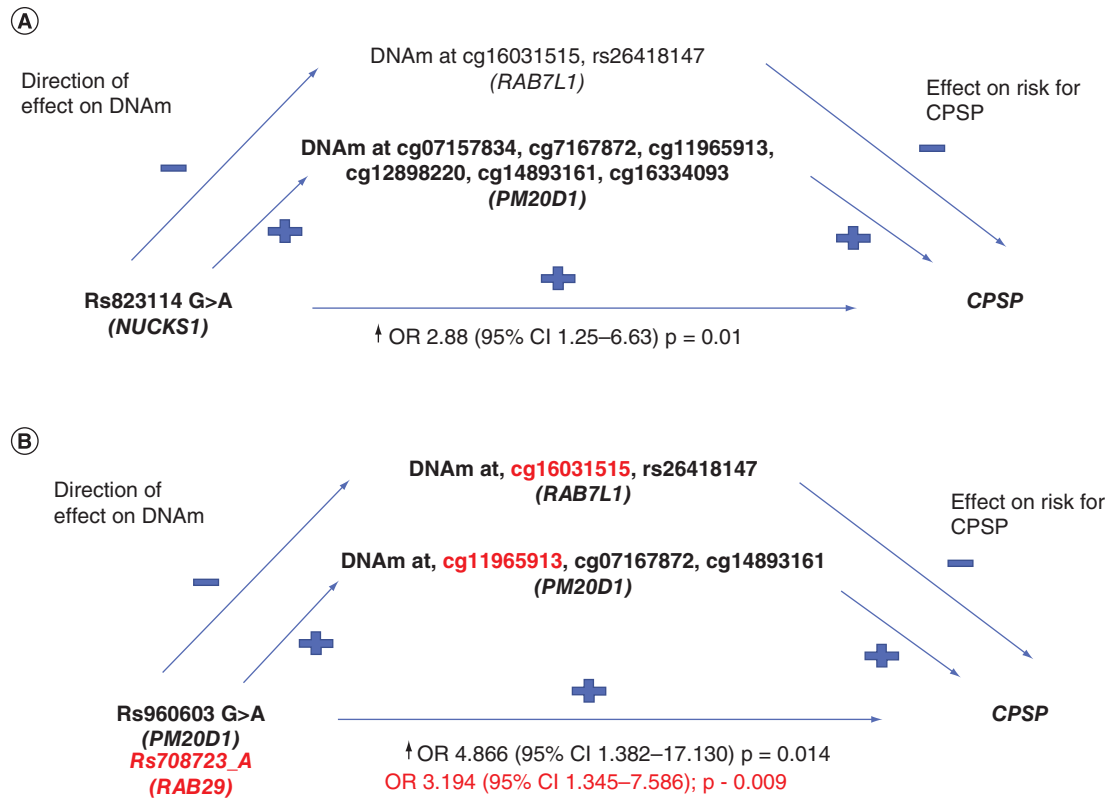 A
DNAm at cg16031515, rs26418147
(RAB7L1)
Direction of
effect on DNAm
Effect on risk for
CPSP
DNAm at cg07157834, cg7167872, cg11965913,
cg12898220, cg14893161, cg16334093
(PM20D1)
Rs823114 G>A
(NUCKS1)
CPSP
OR 2.88 (95% CI 1.25–6.63) p = 0.01
B
DNAm at, cg16031515, rs26418147
(RAB7L1)
Direction of
effect on DNAm
Effect on risk for
CPSP
DNAm at, cg11965913, cg07167872, cg14893161
(PM20D1)
Rs960603 G>A
(PM20D1)
Rs708723_A
(RAB29)
CPSP
OR 4.866 (95% CI 1.382–17.130) p = 0.014
OR 3.194 (95% CI 1.345–7.586); p - 0.009